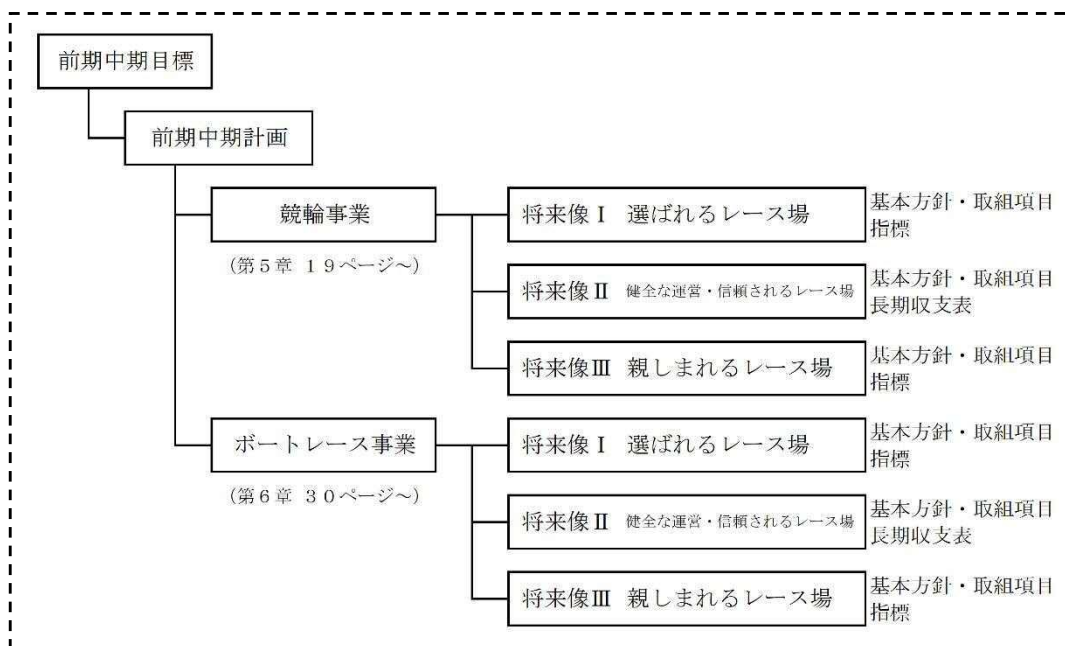 前期中期目標
前期中期計画
競輪事業
(第5章 19ページ~)
将来像Ⅰ 選ばれるレース場
基本方針・取組項目
指標
将来像Ⅱ 健全な運営・信頼されるレース場
基本方針・取組項目
長期収支表
将来像Ⅲ 親しまれるレース場
基本方針・取組項目
指標
ボートレース事業
(第6章 30ページ~)
将来像Ⅰ 選ばれるレース場
基本方針・取組項目
指標
将来像Ⅱ 健全な運営・信頼されるレース場
基本方針・取組項目
長期収支表
将来像Ⅲ 親しまれるレース場
基本方針・取組項目
指標